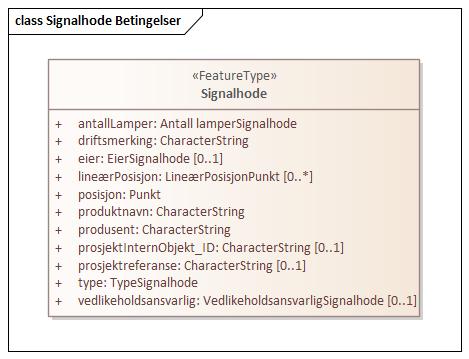 class Signalhode Betingelser
«FeatureType»
Signalhode
+ antallLamper: Antall lamperSignalhode
+ driftsmerking: CharacterString
+ eier: EierSignalhode [0..1]
+ lineærPosisjon: LineærPosisjonPunkt [0..*]
+ posisjon: Punkt
+ produktnavn: CharacterString
+ produsent: CharacterString
+ prosjektInternObjekt_ID: CharacterString [0..1]
+ prosjektreferanse: CharacterString [0..1]
+ type: TypeSignalhode
+ vedlikeholdsansvarlig: VedlikeholdsansvarligSignalhode [0..1]